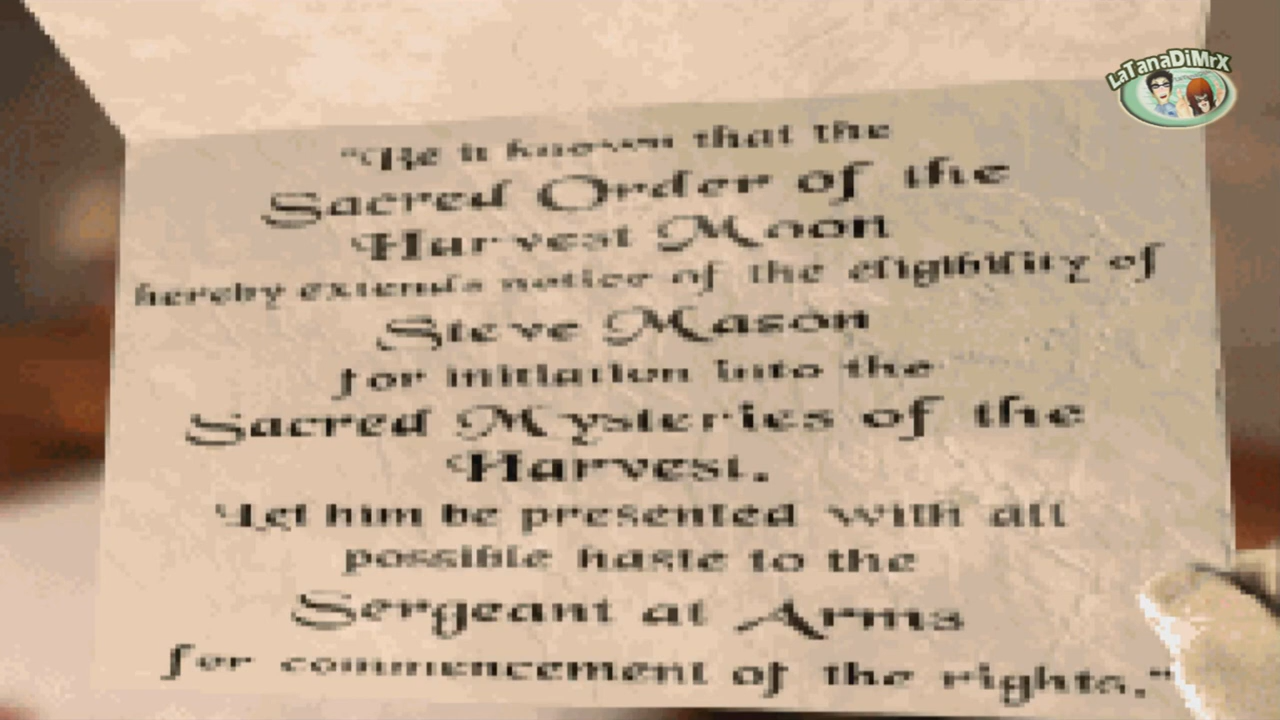 LaTanaDiMrX
"Be it known that the
Sacred Order of the
Harvest Moon
hereby extends notice of the eligibility of
Steve Mason
for initiation into the
Sacred Mysteries of the
Harvest.
Let him be presented with all
possible haste to the
Sergeant at Arms
for commencement of the rights."